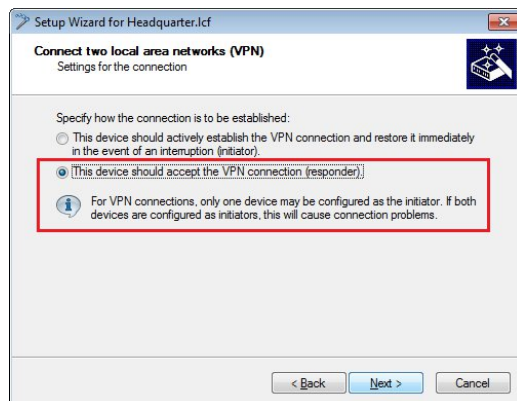 Setup Wizard for Headquarter.lcf
Connect two local area networks (VPN)
Settings for the connection
Specify how the connection is to be established:
This device should actively establish the VPN connection and restore it immediately
in the event of an interruption (initiator).
This device should accept the VPN connection (responder).
For VPN connections, only one device may be configured as the initiator. If both
devices are configured as initiators, this will cause connection problems.
< Back
Next >
Cancel